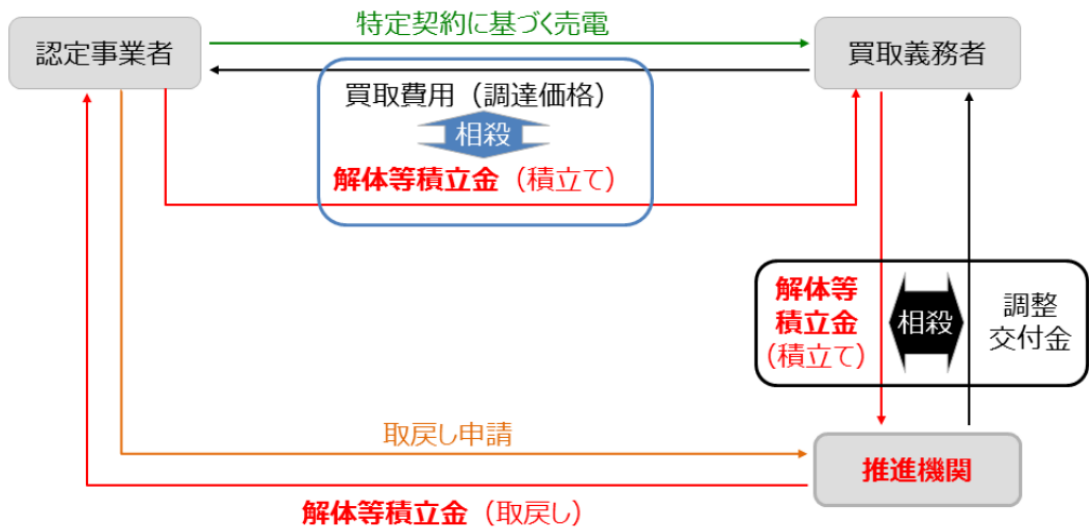 特定契約に基づく売電
認定事業者
買取義務者
買取費用（調達価格）
相殺
解体等積立金（積立て）
解体等
積立金
（積立て）
相殺
調整
交付金
取戻し申請
推進機関
解体等積立金（取戻し）